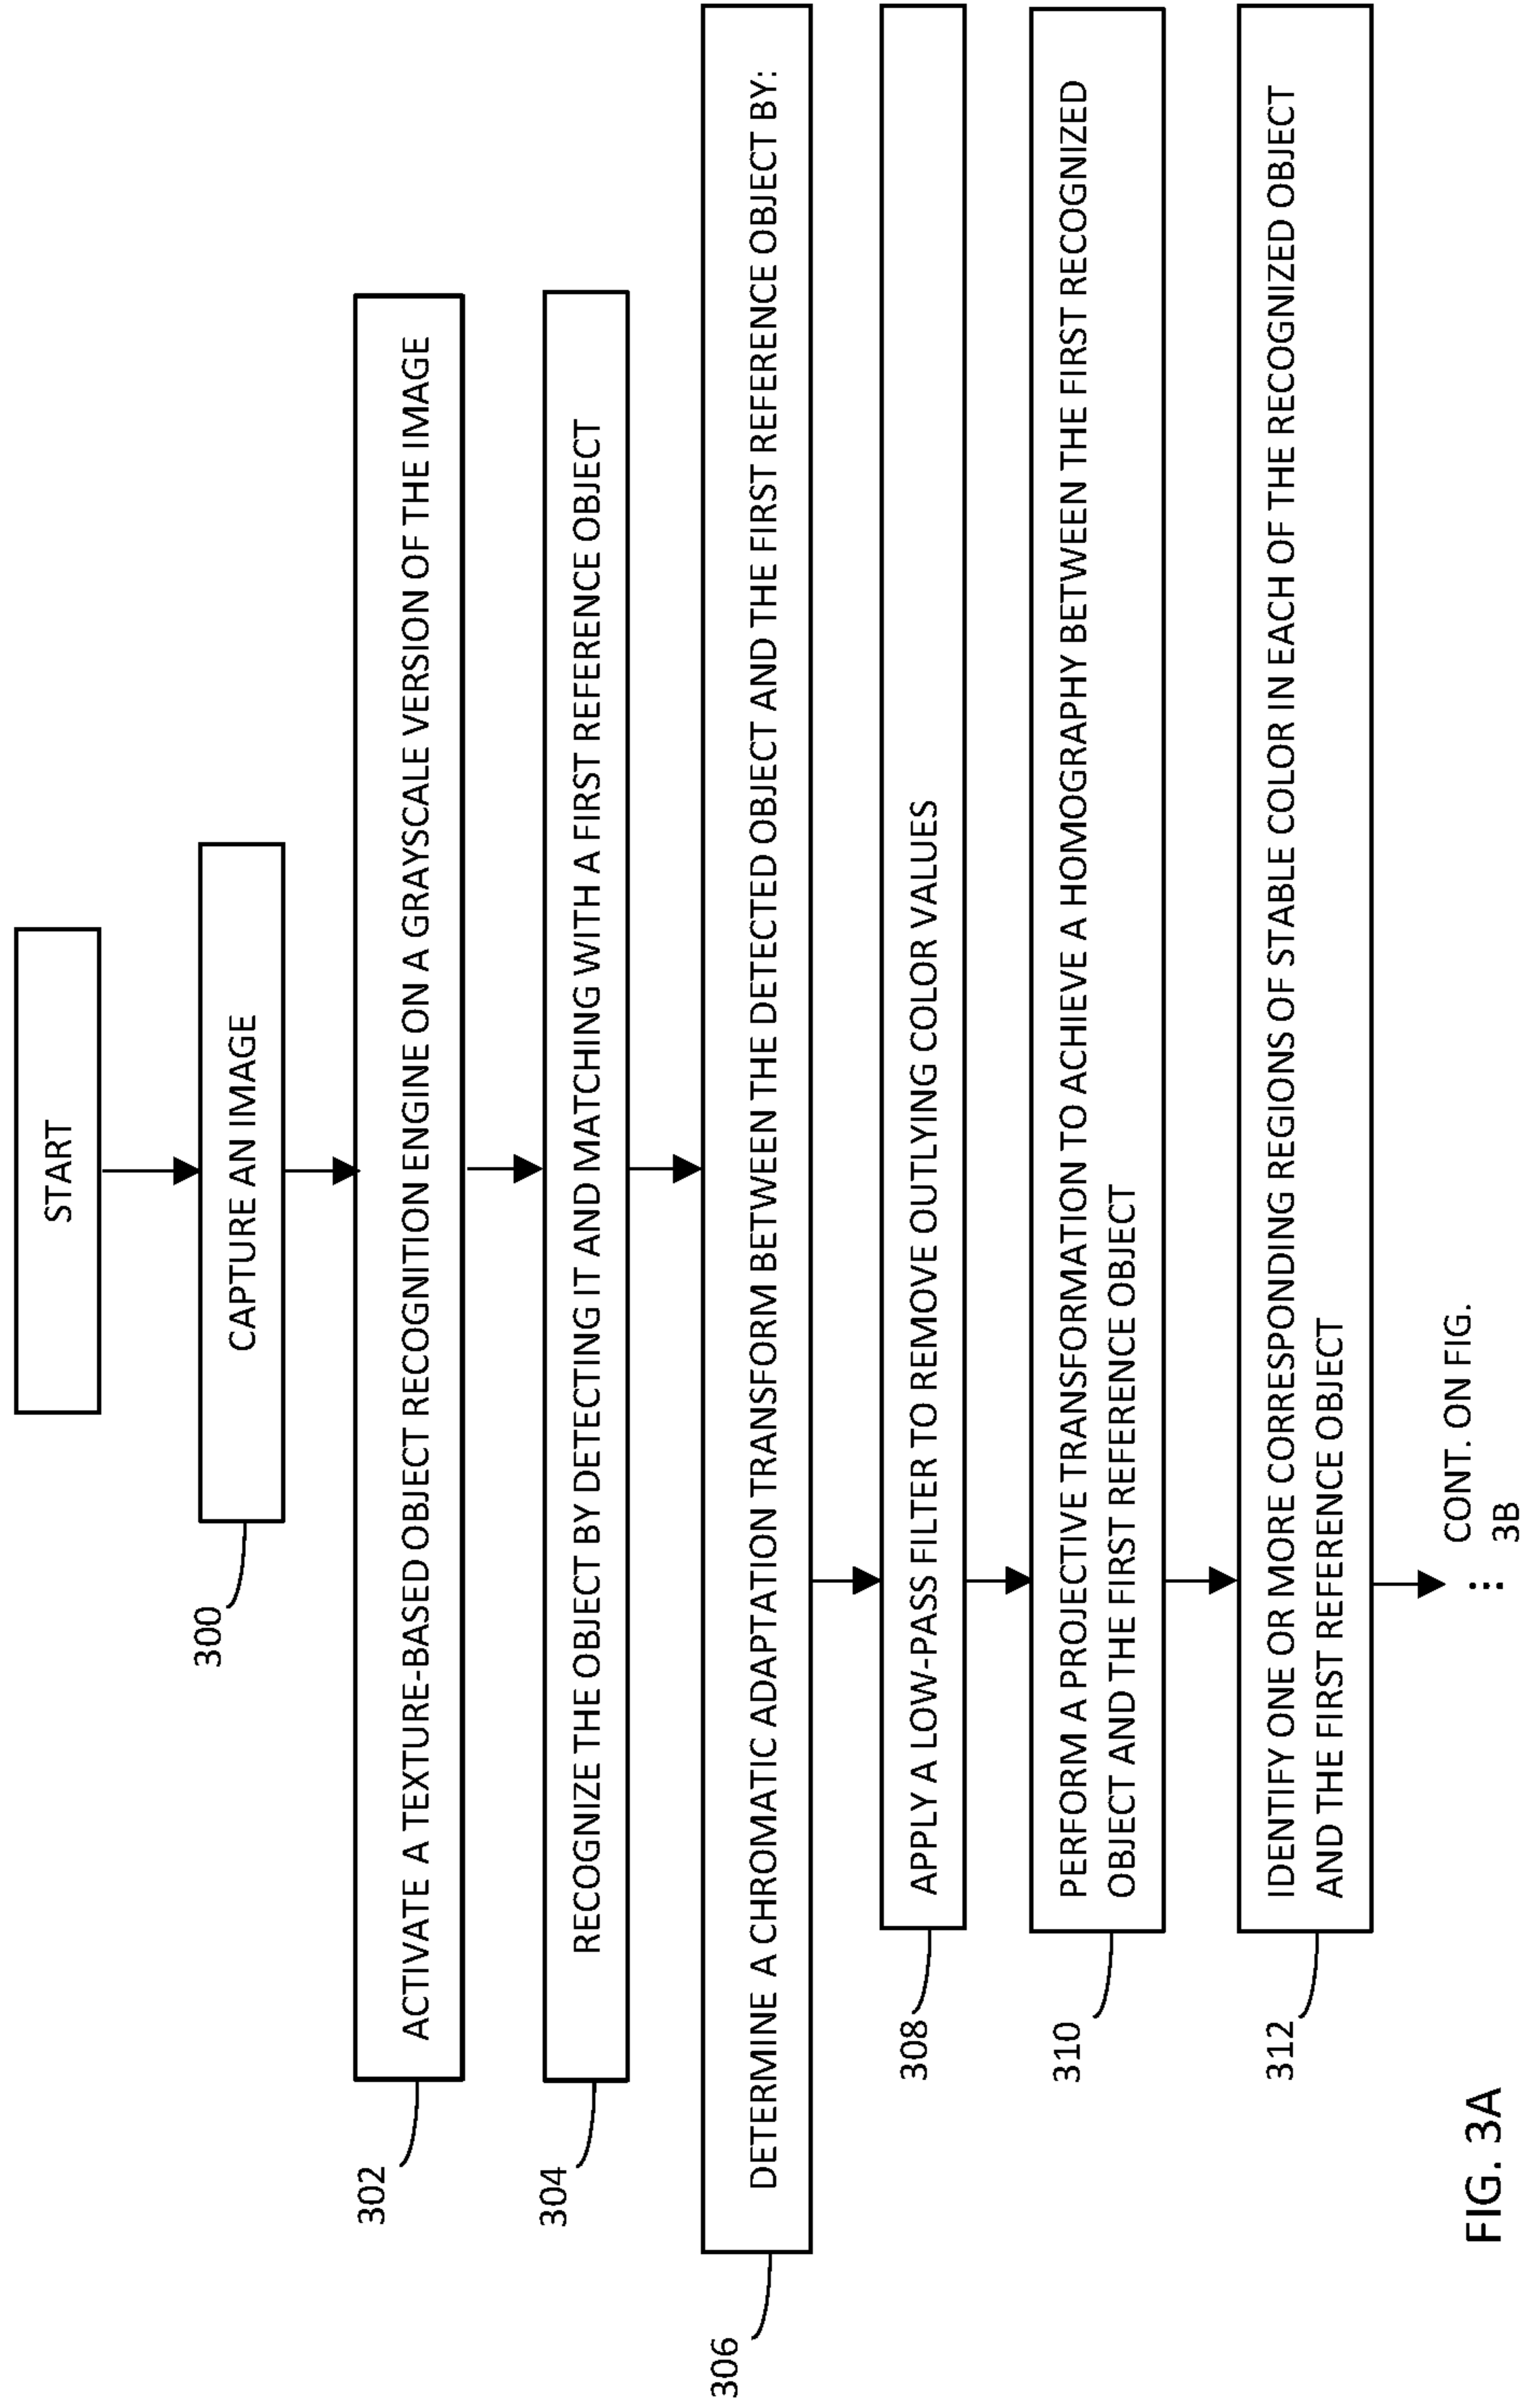 START
CAPTURE AN IMAGE
300
ACTIVATE A TEXTURE-BASED OBJECT RECOGNITION ENGINE ON A GRAYSCALE VERSION OF THE IMAGE
302
RECOGNIZE THE OBJECT BY DETECTING IT AND MATCHING WITH A FIRST REFERENCE OBJECT
304
DETERMINE A CHROMATIC ADAPTATION TRANSFORM BETWEEN THE DETECTED OBJECT AND THE FIRST REFERENCE OBJECT BY:
306
APPLY A LOW-PASS FILTER TO REMOVE OUTLYING COLOR VALUES
308
PERFORM A PROJECTIVE TRANSFORMATION TO ACHIEVE A HOMOGRAPHY BETWEEN THE FIRST RECOGNIZED
OBJECT AND THE FIRST REFERENCE OBJECT
310
IDENTIFY ONE OR MORE CORRESPONDING REGIONS OF STABLE COLOR IN EACH OF THE RECOGNIZED OBJECT
AND THE FIRST REFERENCE OBJECT
312
CONT. ON FIG.
3B
FIG. 3A